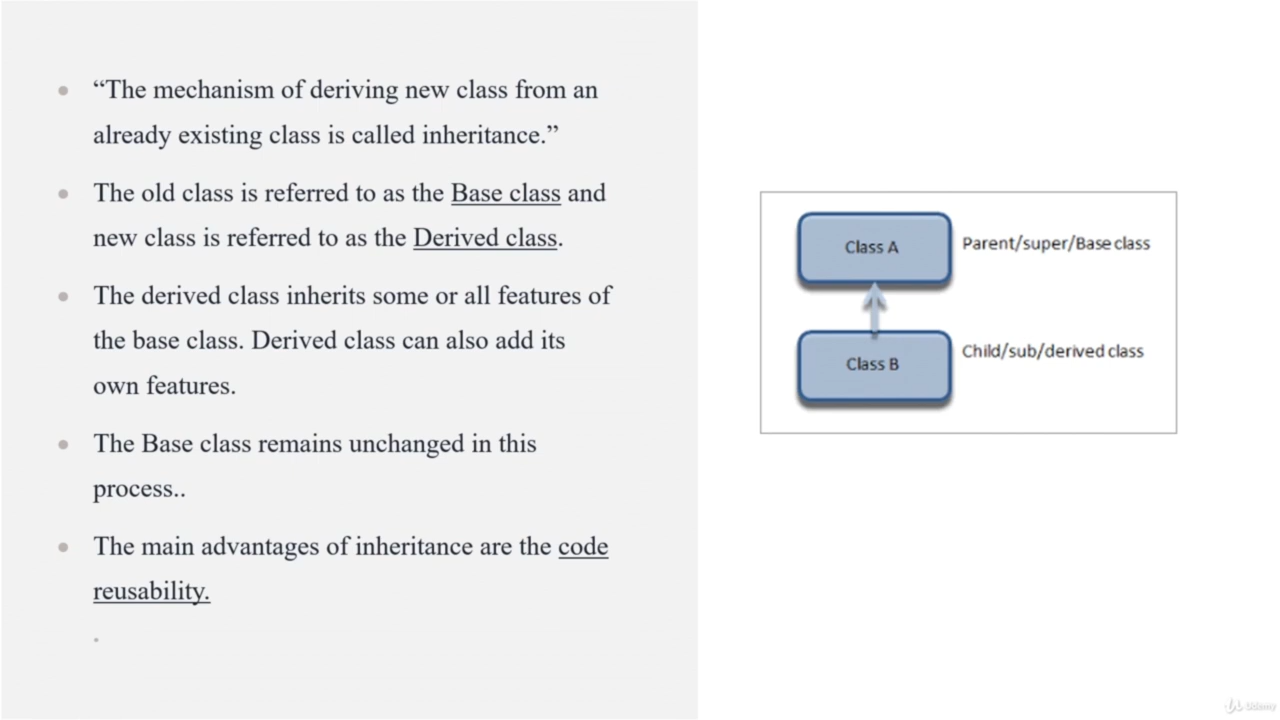 “The mechanism of deriving new class from an
already existing class is called inheritance.”
The old class is referred to as the Base class and
new class is referred to as the Derived class.
The derived class inherits some or all features of
the base class. Derived class can also add its
own features.
The Base class remains unchanged in this
process..
The main advantages of inheritance are the code
reusability.
Class A
Parent/super/Base class
Class B
Child/sub/derived class
Udemy